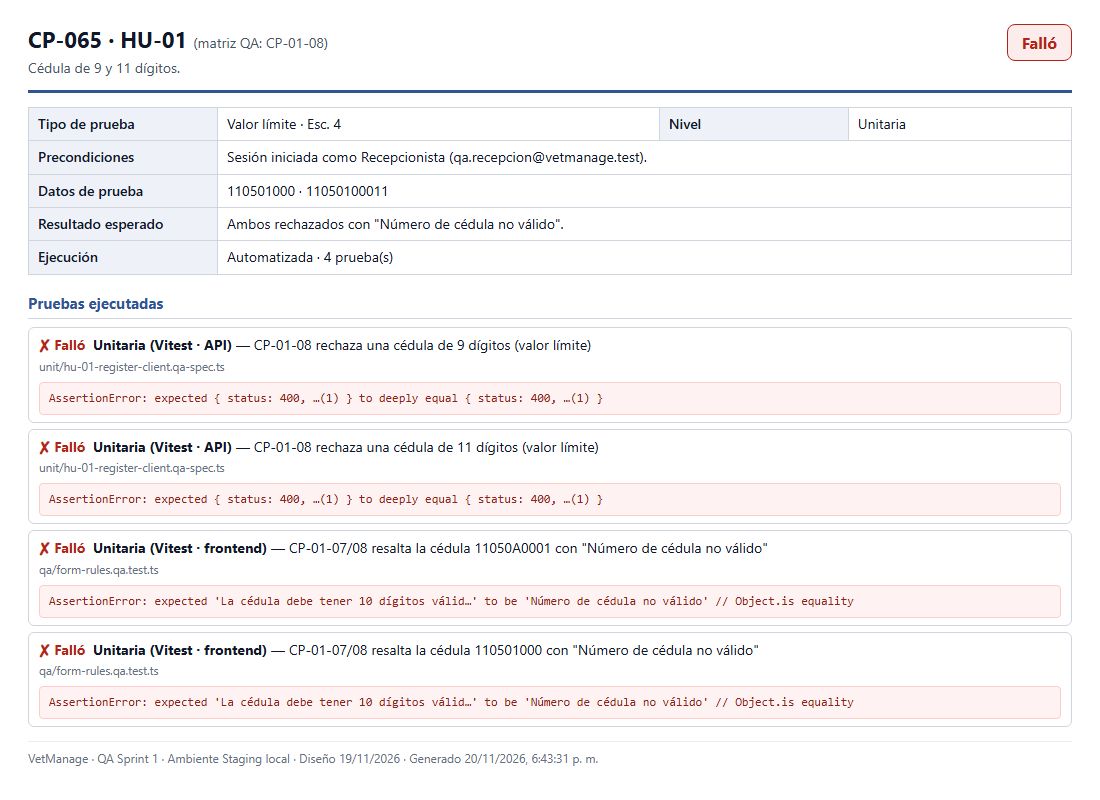 CP-065 · HU-01 (matriz QA: CP-01-08)
Falló
Cédula de 9 y 11 dígitos.
Tipo de prueba Valor límite · Esc. 4 Nivel Unitaria
Precondiciones Sesión iniciada como Recepcionista (qa.recepcion@vetmanage.test).
Datos de prueba 110501000 · 11050100011
Resultado esperado Ambos rechazados con "Número de cédula no válido".
Ejecución Automatizada · 4 prueba(s)
Pruebas ejecutadas
✘ Falló Unitaria (Vitest · API) — CP-01-08 rechaza una cédula de 9 dígitos (valor límite)
unit/hu-01-register-client.qa-spec.ts
AssertionError: expected { status: 400, …(1) } to deeply equal { status: 400, …(1) }
✘ Falló Unitaria (Vitest · API) — CP-01-08 rechaza una cédula de 11 dígitos (valor límite)
unit/hu-01-register-client.qa-spec.ts
AssertionError: expected { status: 400, …(1) } to deeply equal { status: 400, …(1) }
✘ Falló Unitaria (Vitest · frontend) — CP-01-07/08 resalta la cédula 11050A0001 con "Número de cédula no válido"
qa/form-rules.qa.test.ts
AssertionError: expected 'La cédula debe tener 10 dígitos válid…' to be 'Número de cédula no válido' // Object.is equality
✘ Falló Unitaria (Vitest · frontend) — CP-01-07/08 resalta la cédula 110501000 con "Número de cédula no válido"
qa/form-rules.qa.test.ts
AssertionError: expected 'La cédula debe tener 10 dígitos válid…' to be 'Número de cédula no válido' // Object.is equality
VetManage · QA Sprint 1 · Ambiente Staging local · Diseño 19/11/2026 · Generado 20/11/2026, 6:43:31 p. m.